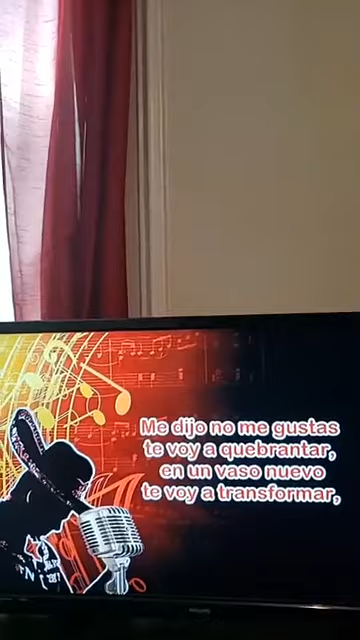 Me dijo no me gustas
te voy a quebrantar,
en un vaso nuevo
te voy a transformar,